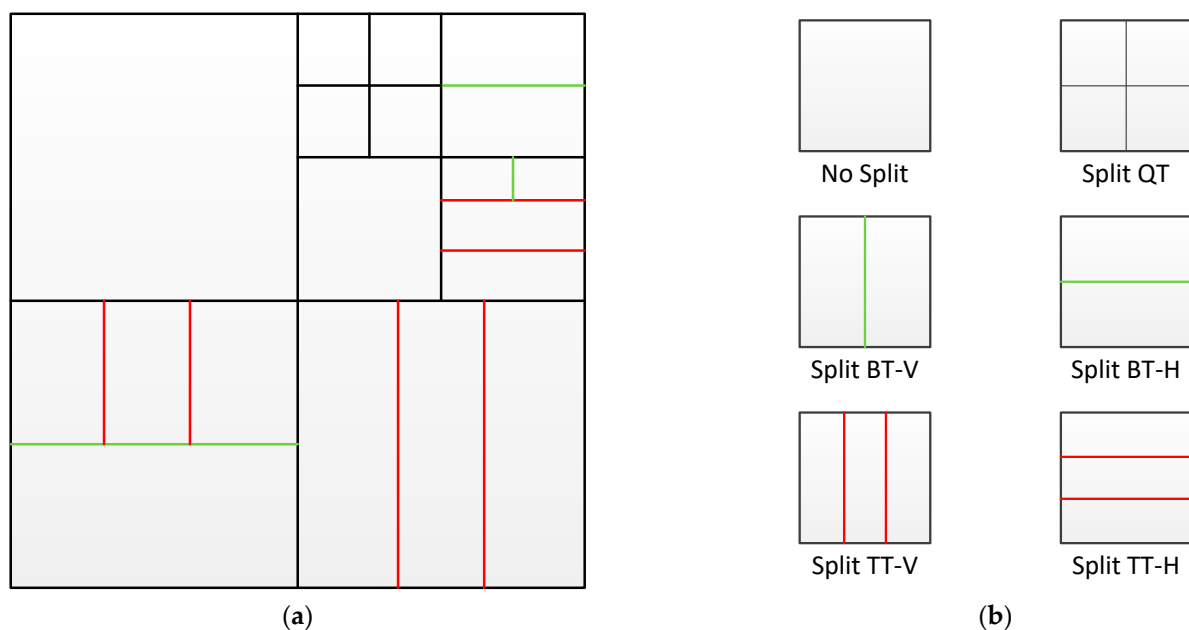 No Split
Split QT
Split BT-V
Split BT-H
Split TT-V
Split TT-H
(a)
(b)